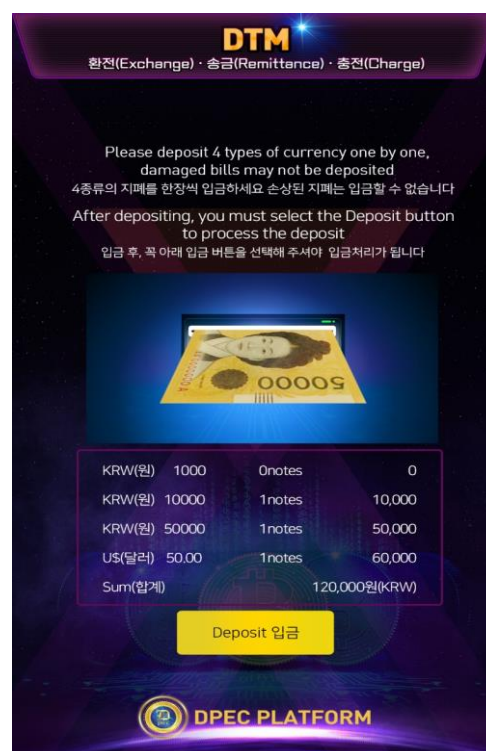 DTM
환전(Exchange) · 송금(Remittance) · 충전(Charge)
Please deposit 4 types of currency one by one,
damaged bills may not be deposited
4종류의 지폐를 한장씩 입금하세요 손상된 지폐는 입금할 수 없습니다
After depositing, you must select the Deposit button
to process the deposit
입금 후, 꼭 아래 입금 버튼을 선택해 주셔야 입금처리가 됩니다
50000
KRW(원) 1000 0notes 0
KRW(원) 10000 1notes 10,000
KRW(원) 50000 1notes 50,000
U$(달러) 50.00 1notes 60,000
Sum(합계) 120,000원(KRW)
Deposit 입금
DPEC PLATFORM